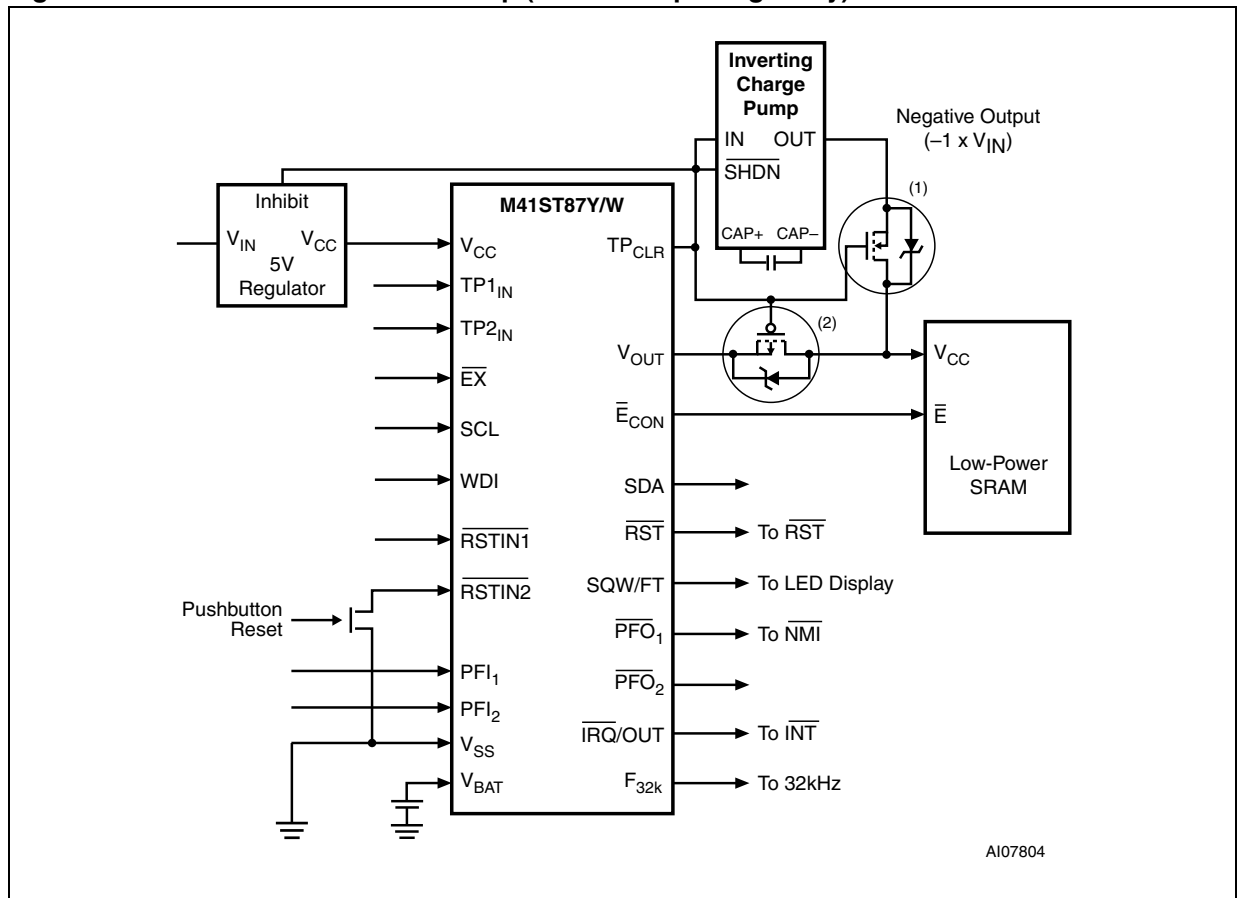 Inverting
Charge
Pump
IN OUT
SHDN
CAP+ CAP–
Negative Output
(–1 x VIN)
(1)
Inhibit
VIN VCC
5V
Regulator
M41ST87Y/W
VCC
TP1IN
TP2IN
EX
SCL
WDI
RSTIN1
RSTIN2
PFI1
PFI2
VSS
VBAT
TPCLR
VOUT
ECON
SDA
RST
SQW/FT
PFO1
PFO2
IRQ/OUT
F32k
(2)
VCC
E
Low-Power
SRAM
To RST
To LED Display
To NMI
To INT
To 32kHz
Pushbutton
Reset
AI07804